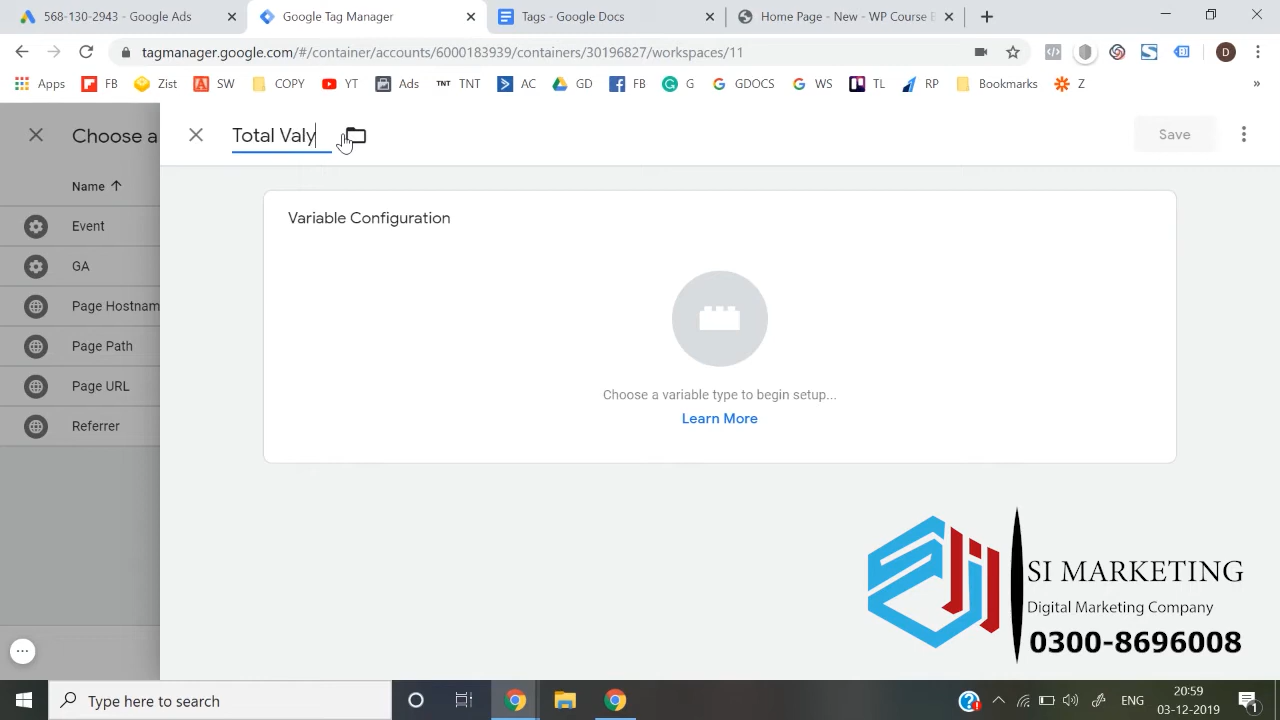 568-130-2943 - Google Ads
Google Tag Manager
Tags - Google Docs
Home Page - New - WP Course
tagmanager.google.com/#/container/accounts/6000183939/containers/30196827/workspaces/11
D
Apps
FB
Zist
SW
COPY
YT
Ads
TNT
TNT
AC
GD
FB
G
GDOCS
WS
TL
RP
Bookmarks
Z
»
Choose a
Total Valy
Save
Name
Variable Configuration
Event
GA
Page Hostnam
Page Path
Page URL
Referrer
Choose a variable type to begin setup...
Learn More
SI MARKETING
Digital Marketing Company
0300-8696008
Type here to search
ENG
20:59
03-12-2019
1